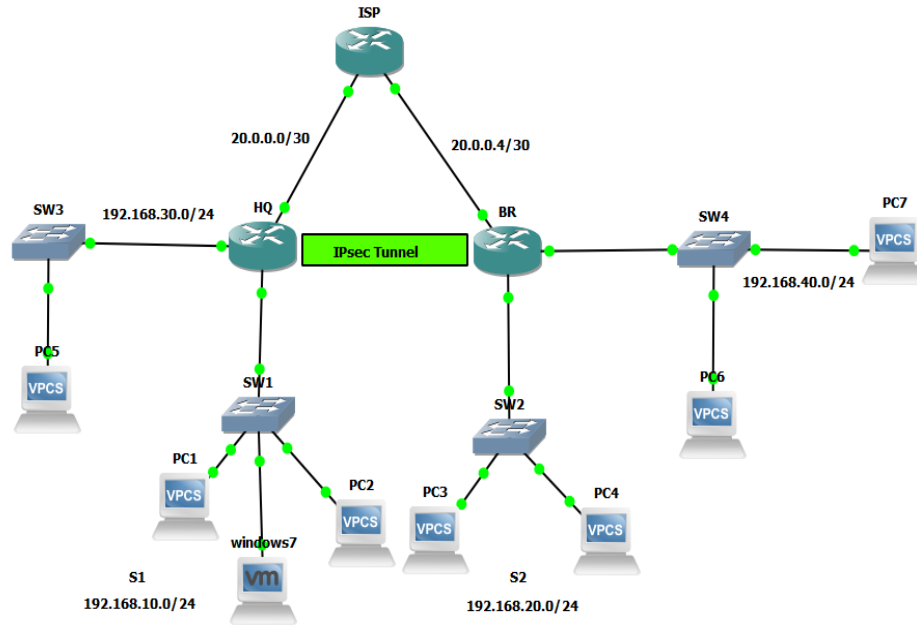 ISP
20.0.0.0/30
20.0.0.4/30
SW3
192.168.30.0/24
HQ
BR
SW4
PC7
VPCS
IPsec Tunnel
192.168.40.0/24
PC5
VPCS
SW1
SW2
PC6
VPCS
PC1
VPCS
PC2
VPCS
PC3
VPCS
PC4
VPCS
windows7
vm
S1
192.168.10.0/24
S2
192.168.20.0/24